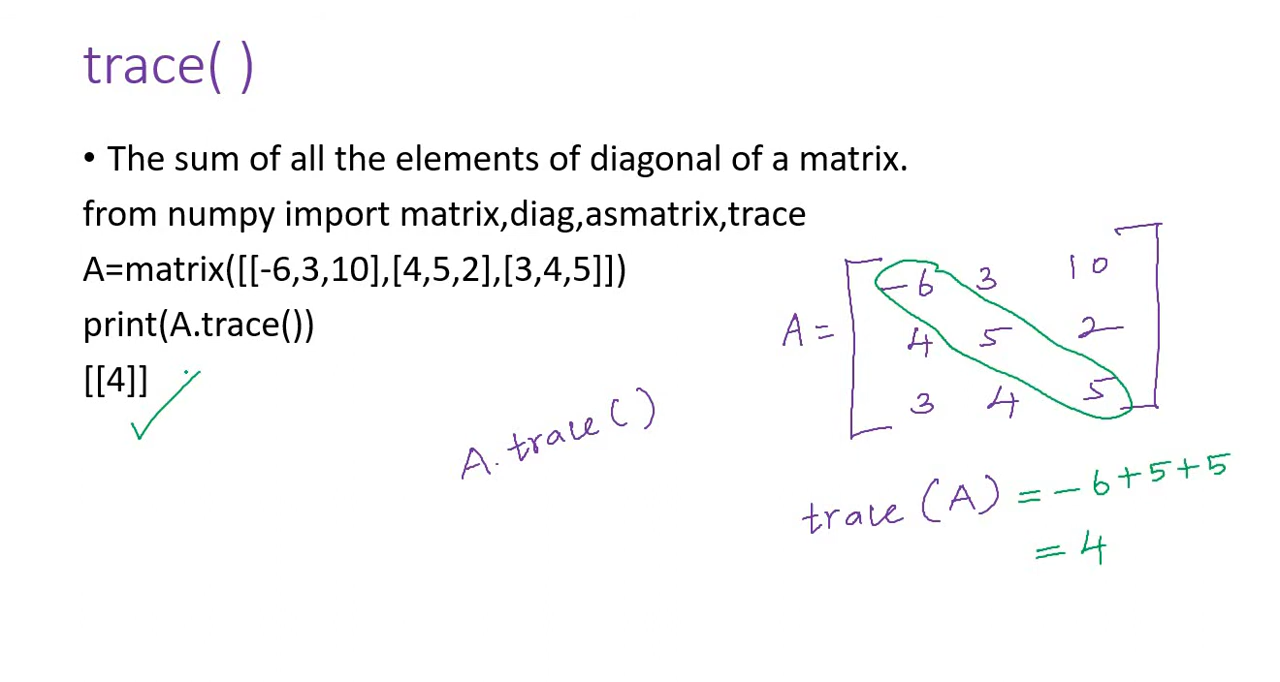 trace( )
• The sum of all the elements of diagonal of a matrix.
from numpy import matrix,diag,asmatrix,trace
A=matrix([[-6,3,10],[4,5,2],[3,4,5]])
print(A.trace())
[[4]]
A.trace()
A =
-6 3 10
4 5 2
3 4 5
trace (A) = -6+5+5
= 4